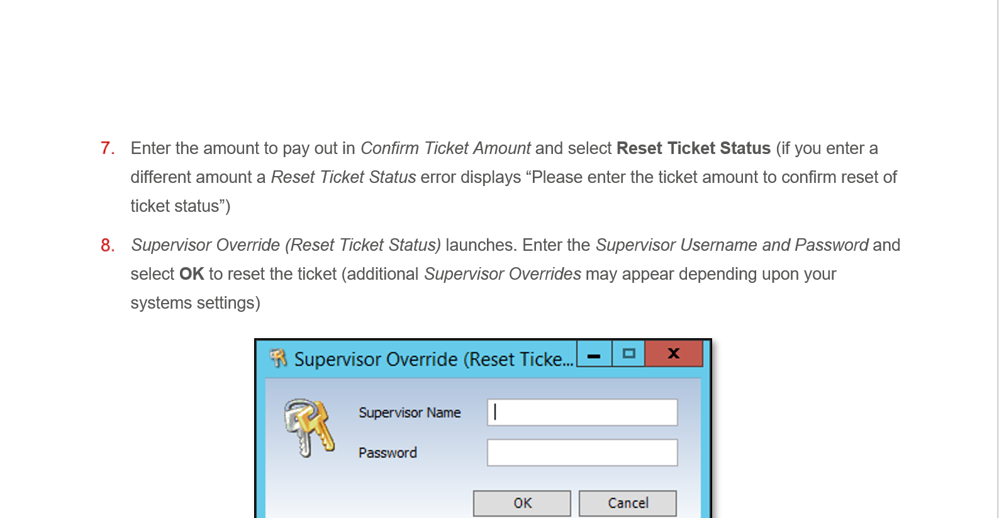 7. Enter the amount to pay out in Confirm Ticket Amount and select Reset Ticket Status (if you enter a
different amount a Reset Ticket Status error displays “Please enter the ticket amount to confirm reset of
ticket status”)
8. Supervisor Override (Reset Ticket Status) launches. Enter the Supervisor Username and Password and
select OK to reset the ticket (additional Supervisor Overrides may appear depending upon your
systems settings)
Supervisor Override (Reset Ticke...
Supervisor Name
Password
OK Cancel